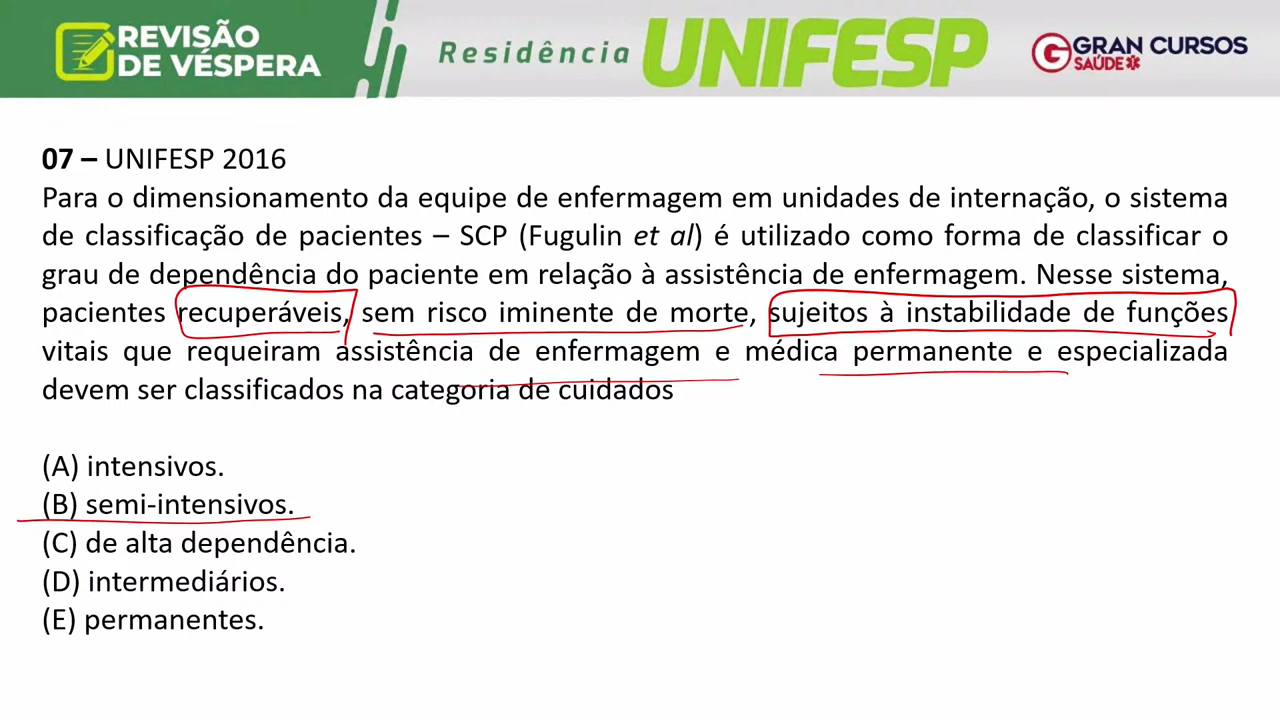 REVISÃO
DE VÉSPERA
Residência UNIFESP
GRAN CURSOS
SAÚDE
07 – UNIFESP 2016
Para o dimensionamento da equipe de enfermagem em unidades de internação, o sistema
de classificação de pacientes – SCP (Fugulin et al) é utilizado como forma de classificar o
grau de dependência do paciente em relação à assistência de enfermagem. Nesse sistema,
pacientes recuperáveis, sem risco iminente de morte, sujeitos à instabilidade de funções
vitais que requeiram assistência de enfermagem e médica permanente e especializada
devem ser classificados na categoria de cuidados
(A) intensivos.
(B) semi-intensivos.
(C) de alta dependência.
(D) intermediários.
(E) permanentes.